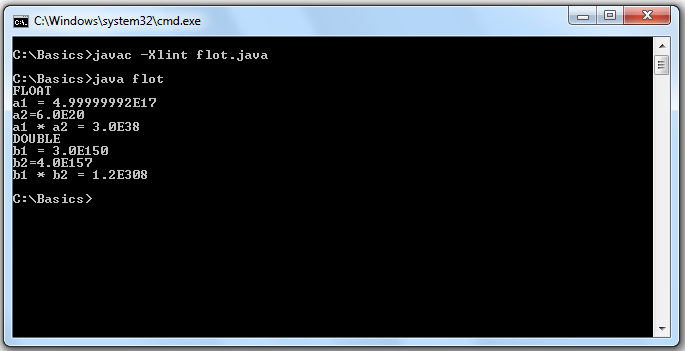 C:\Windows\system32\cmd.exe
C:\Basics>javac -Xlint flot.java
C:\Basics>java flot
FLOAT
a1 = 4.99999992E17
a2=6.0E20
a1 * a2 = 3.0E38
DOUBLE
b1 = 3.0E150
b2=4.0E157
b1 * b2 = 1.2E308
C:\Basics>